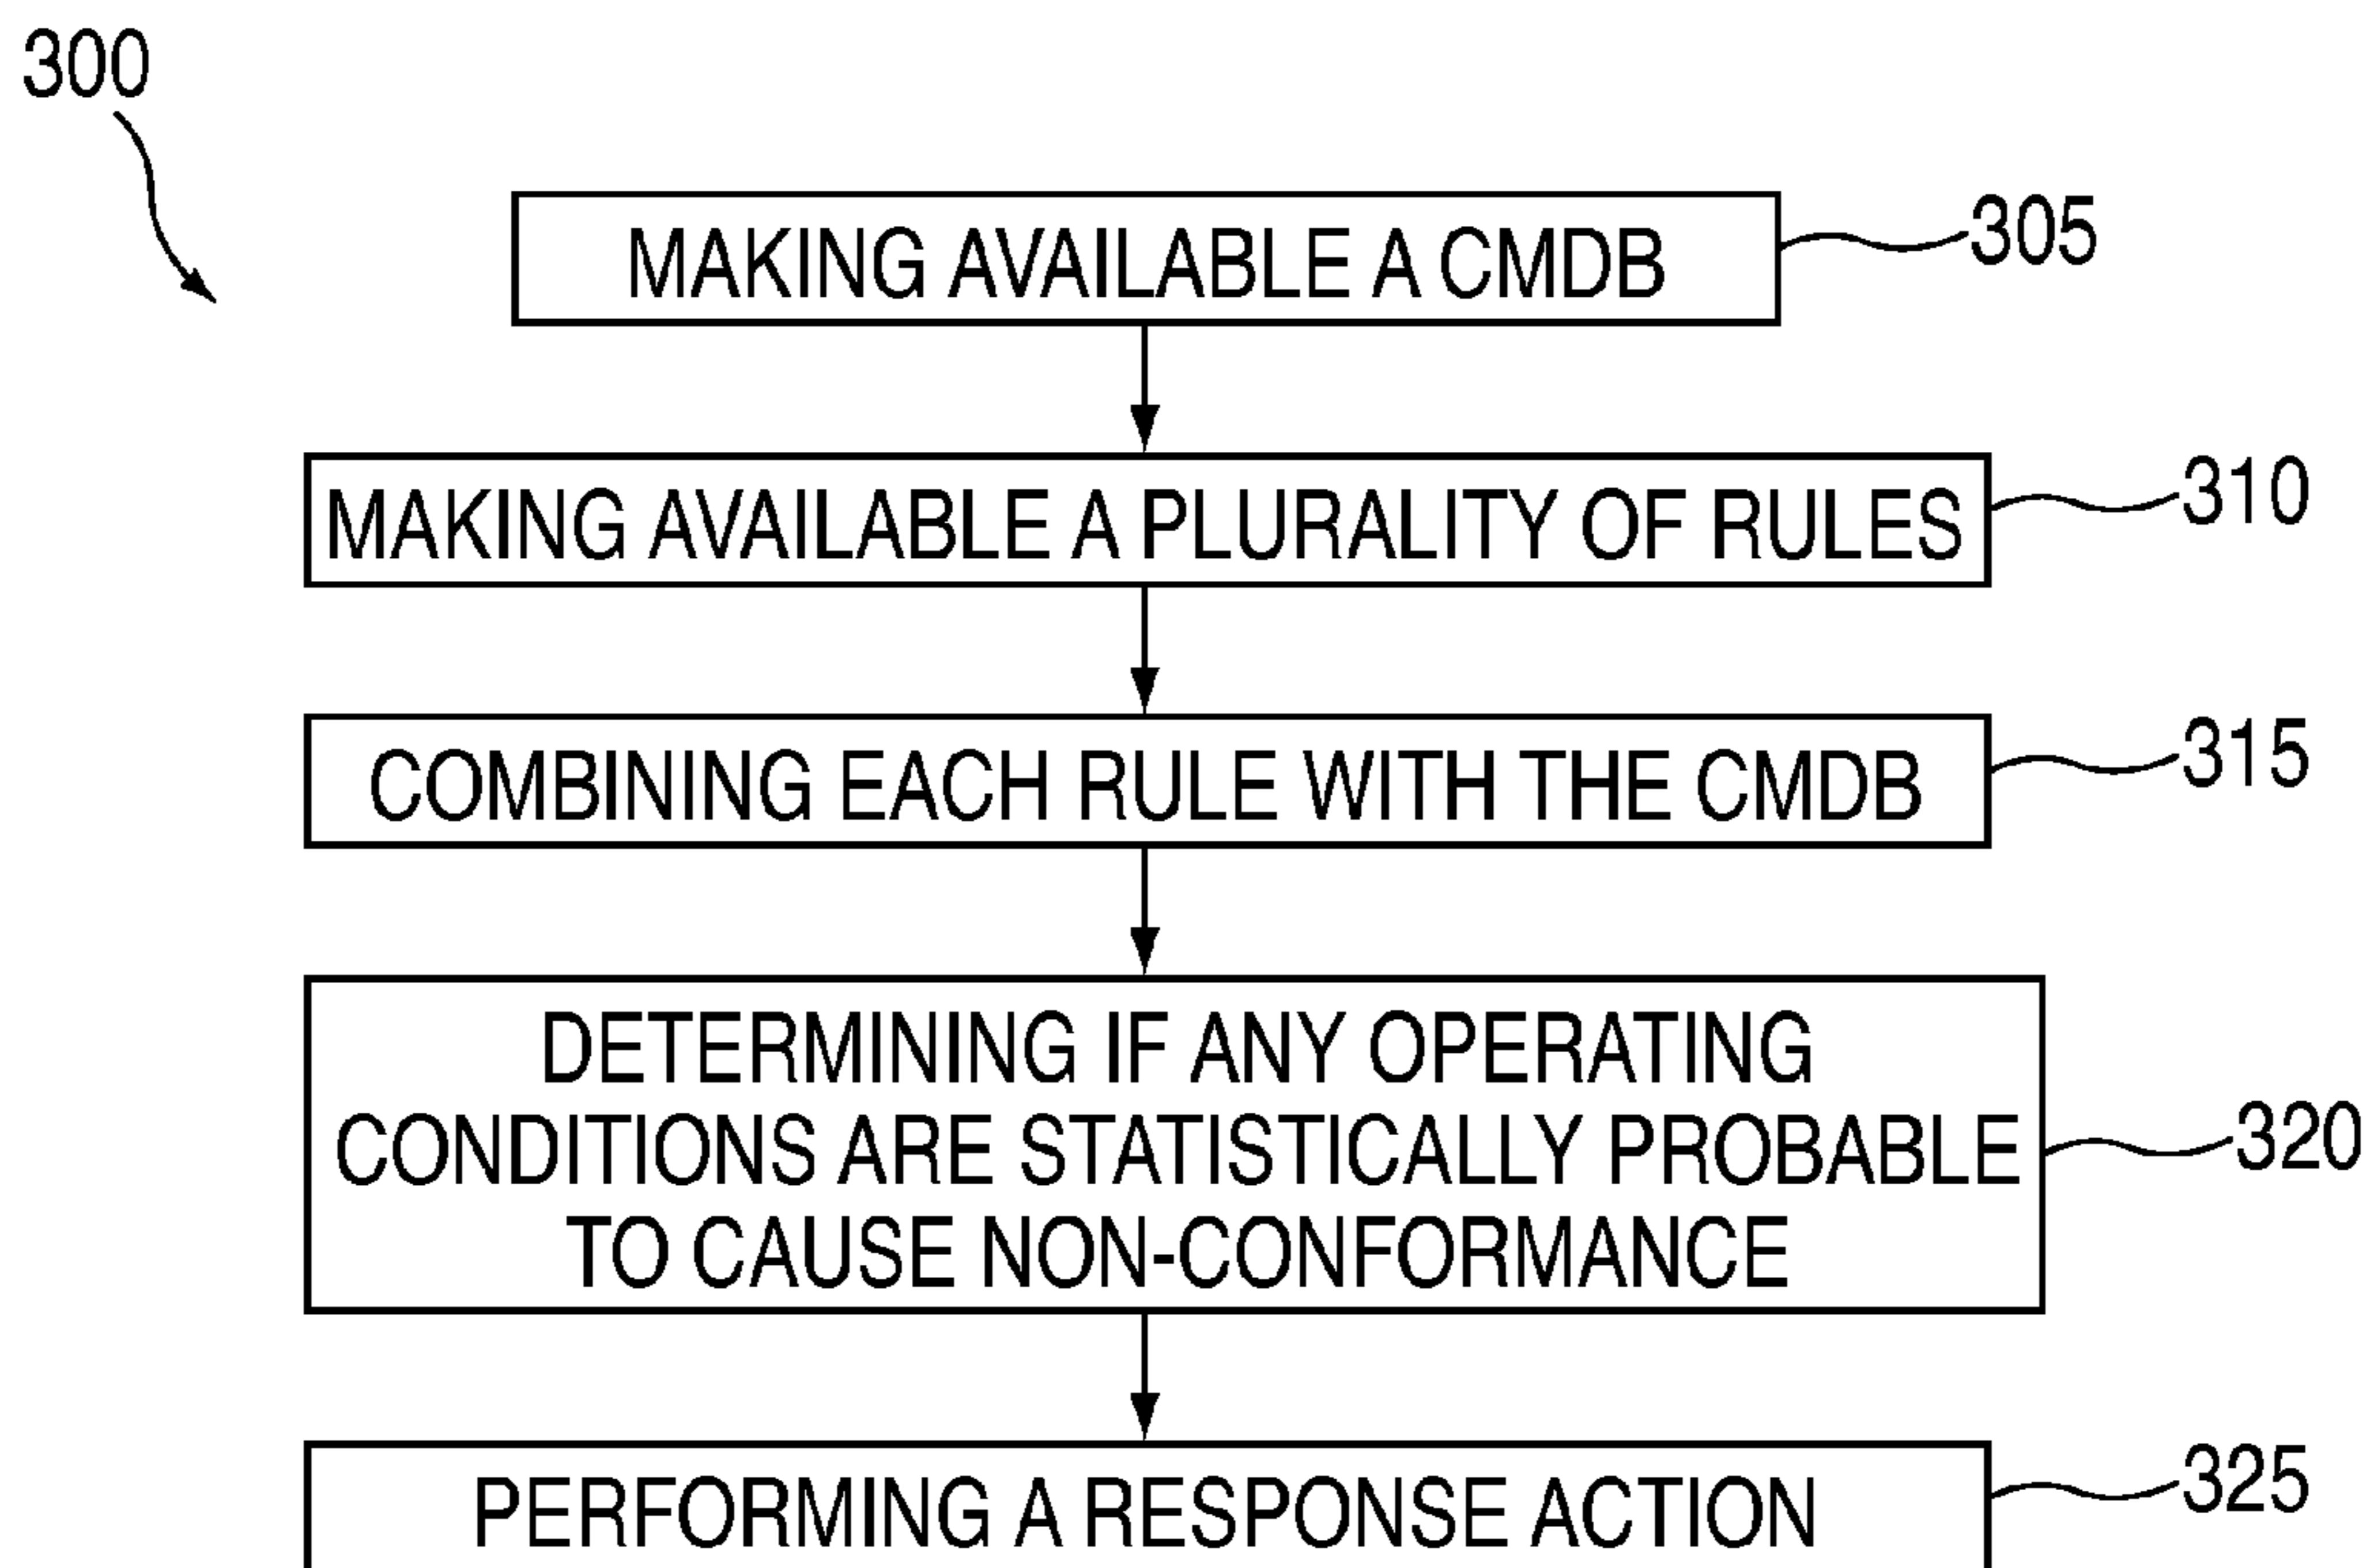 300
MAKING AVAILABLE A CMDB
305
MAKING AVAILABLE A PLURALITY OF RULES
310
COMBINING EACH RULE WITH THE CMDB
315
DETERMINING IF ANY OPERATING
CONDITIONS ARE STATISTICALLY PROBABLE
TO CAUSE NON-CONFORMANCE
320
PERFORMING A RESPONSE ACTION
325